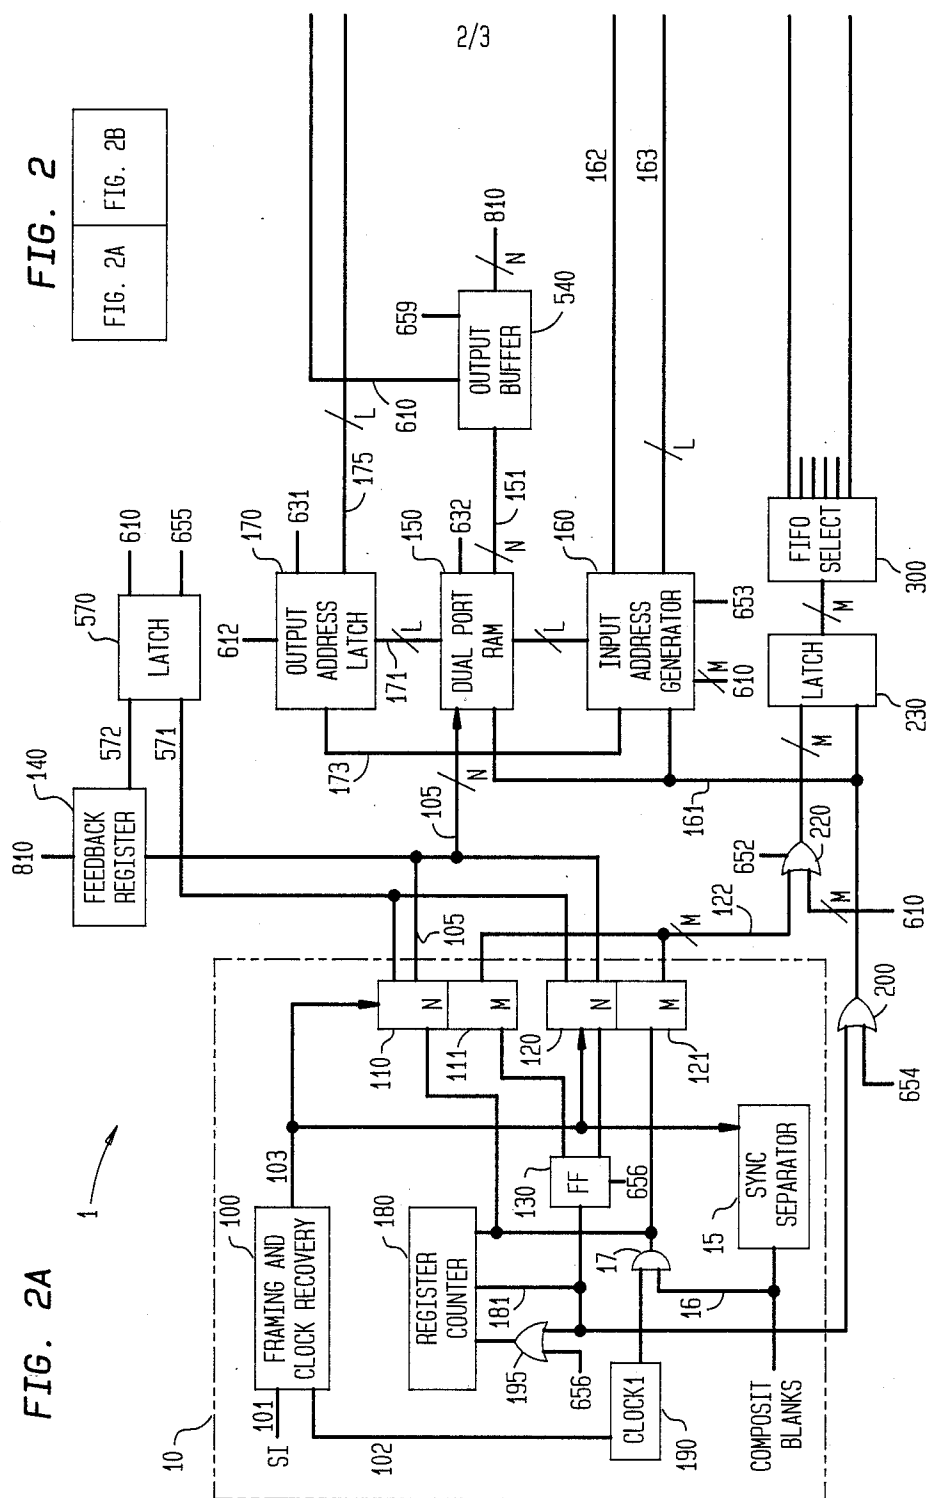 2/3
FIG. 2
FIG. 2A
FIG. 2B
FIG. 2A
1
10
SI
101
102
FRAMING AND
CLOCK RECOVERY
100
103
REGISTER
COUNTER
180
181
195
656
CLOCK1
190
COMPOSIT
BLANKS
16
17
SYNC
SEPARATOR
15
FF
130
656
110
N
111
M
120
N
121
M
105
122
M
654
200
810
FEEDBACK
REGISTER
140
572
571
LATCH
570
610
655
105
N
173
161
652
220
M
610
M
612
OUTPUT
ADDRESS
LATCH
170
631
175
L
171
L
DUAL PORT
RAM
150
632
151
N
L
INPUT
ADDRESS
GENERATOR
160
653
M
610
162
163
L
610
659
OUTPUT
BUFFER
540
810
N
LATCH
230
M
FIFO
SELECT
300